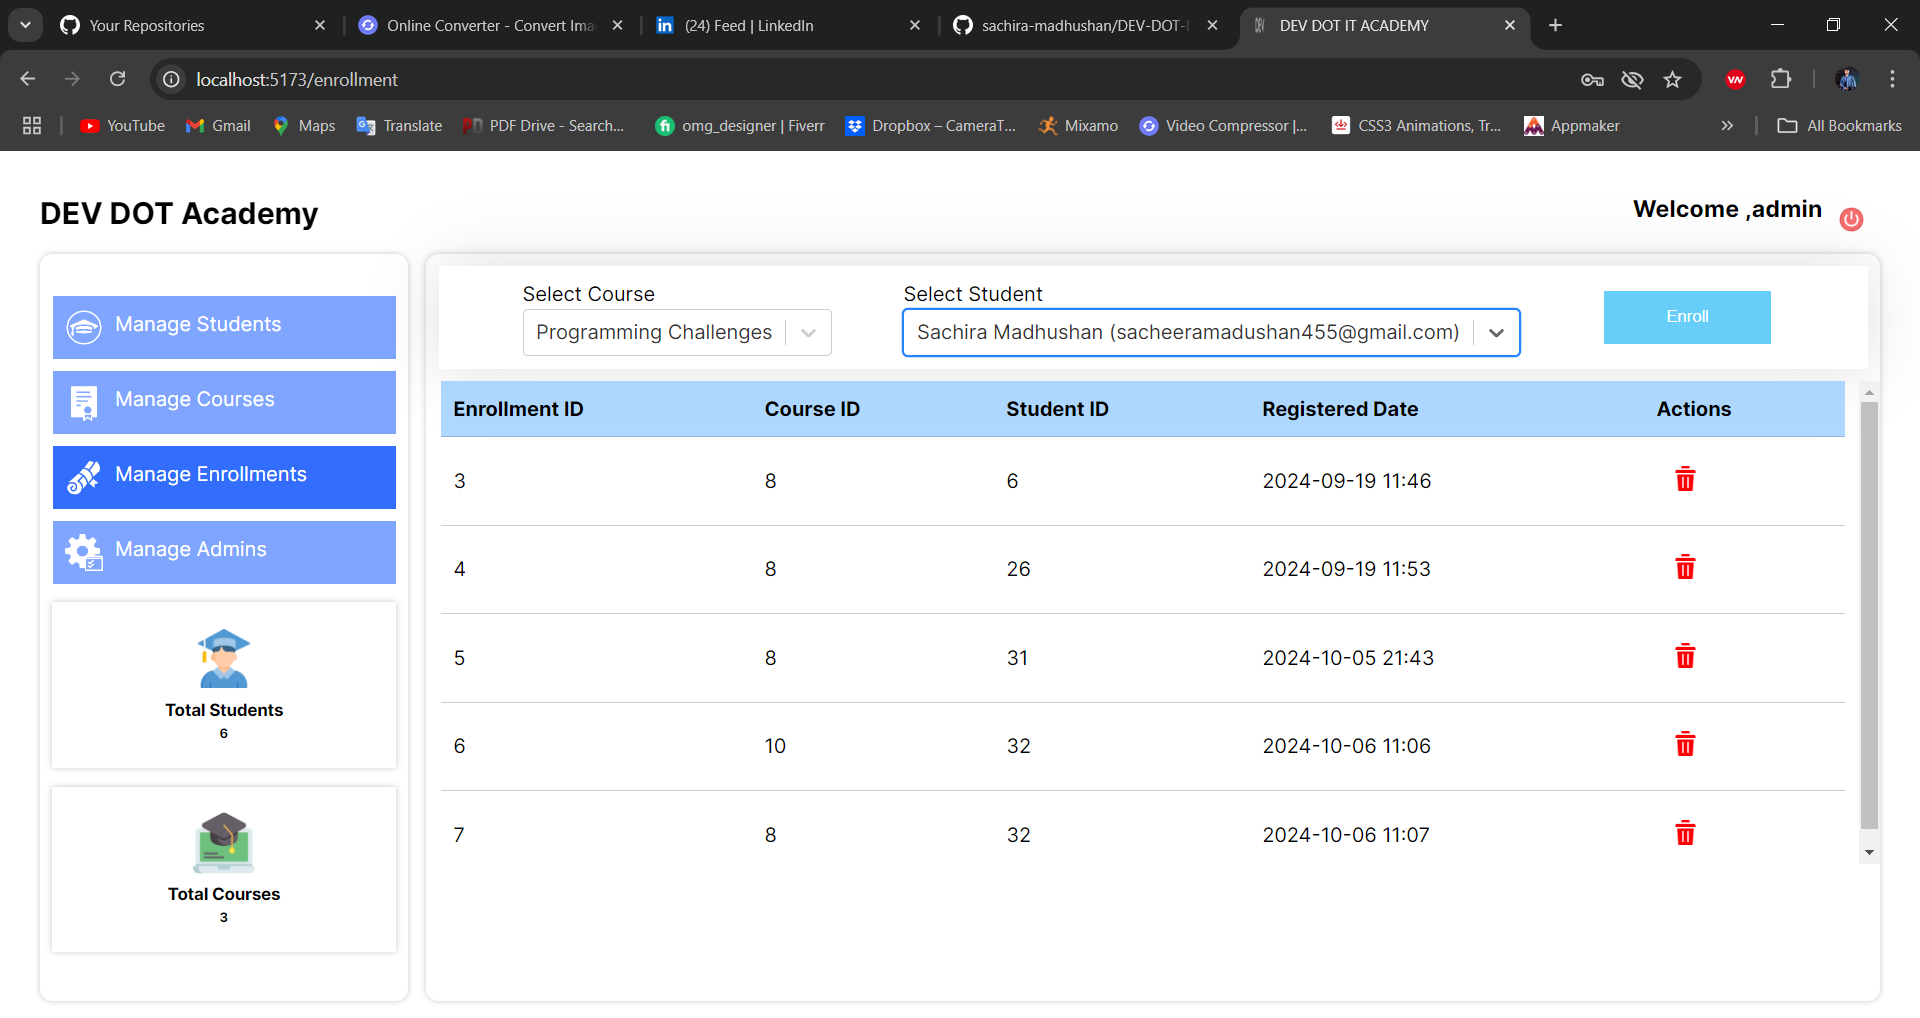 Your Repositories
Online Converter - Convert Ima
(24) Feed | LinkedIn
sachira-madhushan/DEV-DOT-
DEV DOT IT ACADEMY
localhost:5173/enrollment
YouTube
Gmail
Maps
Translate
PDF Drive - Search...
omg_designer | Fiverr
Dropbox – CameraT...
Mixamo
Video Compressor |...
CSS3 Animations, Tr...
Appmaker
All Bookmarks
DEV DOT Academy
Welcome ,admin
Manage Students
Manage Courses
Manage Enrollments
Manage Admins
Total Students
6
Total Courses
3
Select Course
Programming Challenges
Select Student
Sachira Madhushan (sacheeramadushan455@gmail.com)
Enroll
Enrollment ID Course ID Student ID Registered Date Actions
3 8 6 2024-09-19 11:46
4 8 26 2024-09-19 11:53
5 8 31 2024-10-05 21:43
6 10 32 2024-10-06 11:06
7 8 32 2024-10-06 11:07